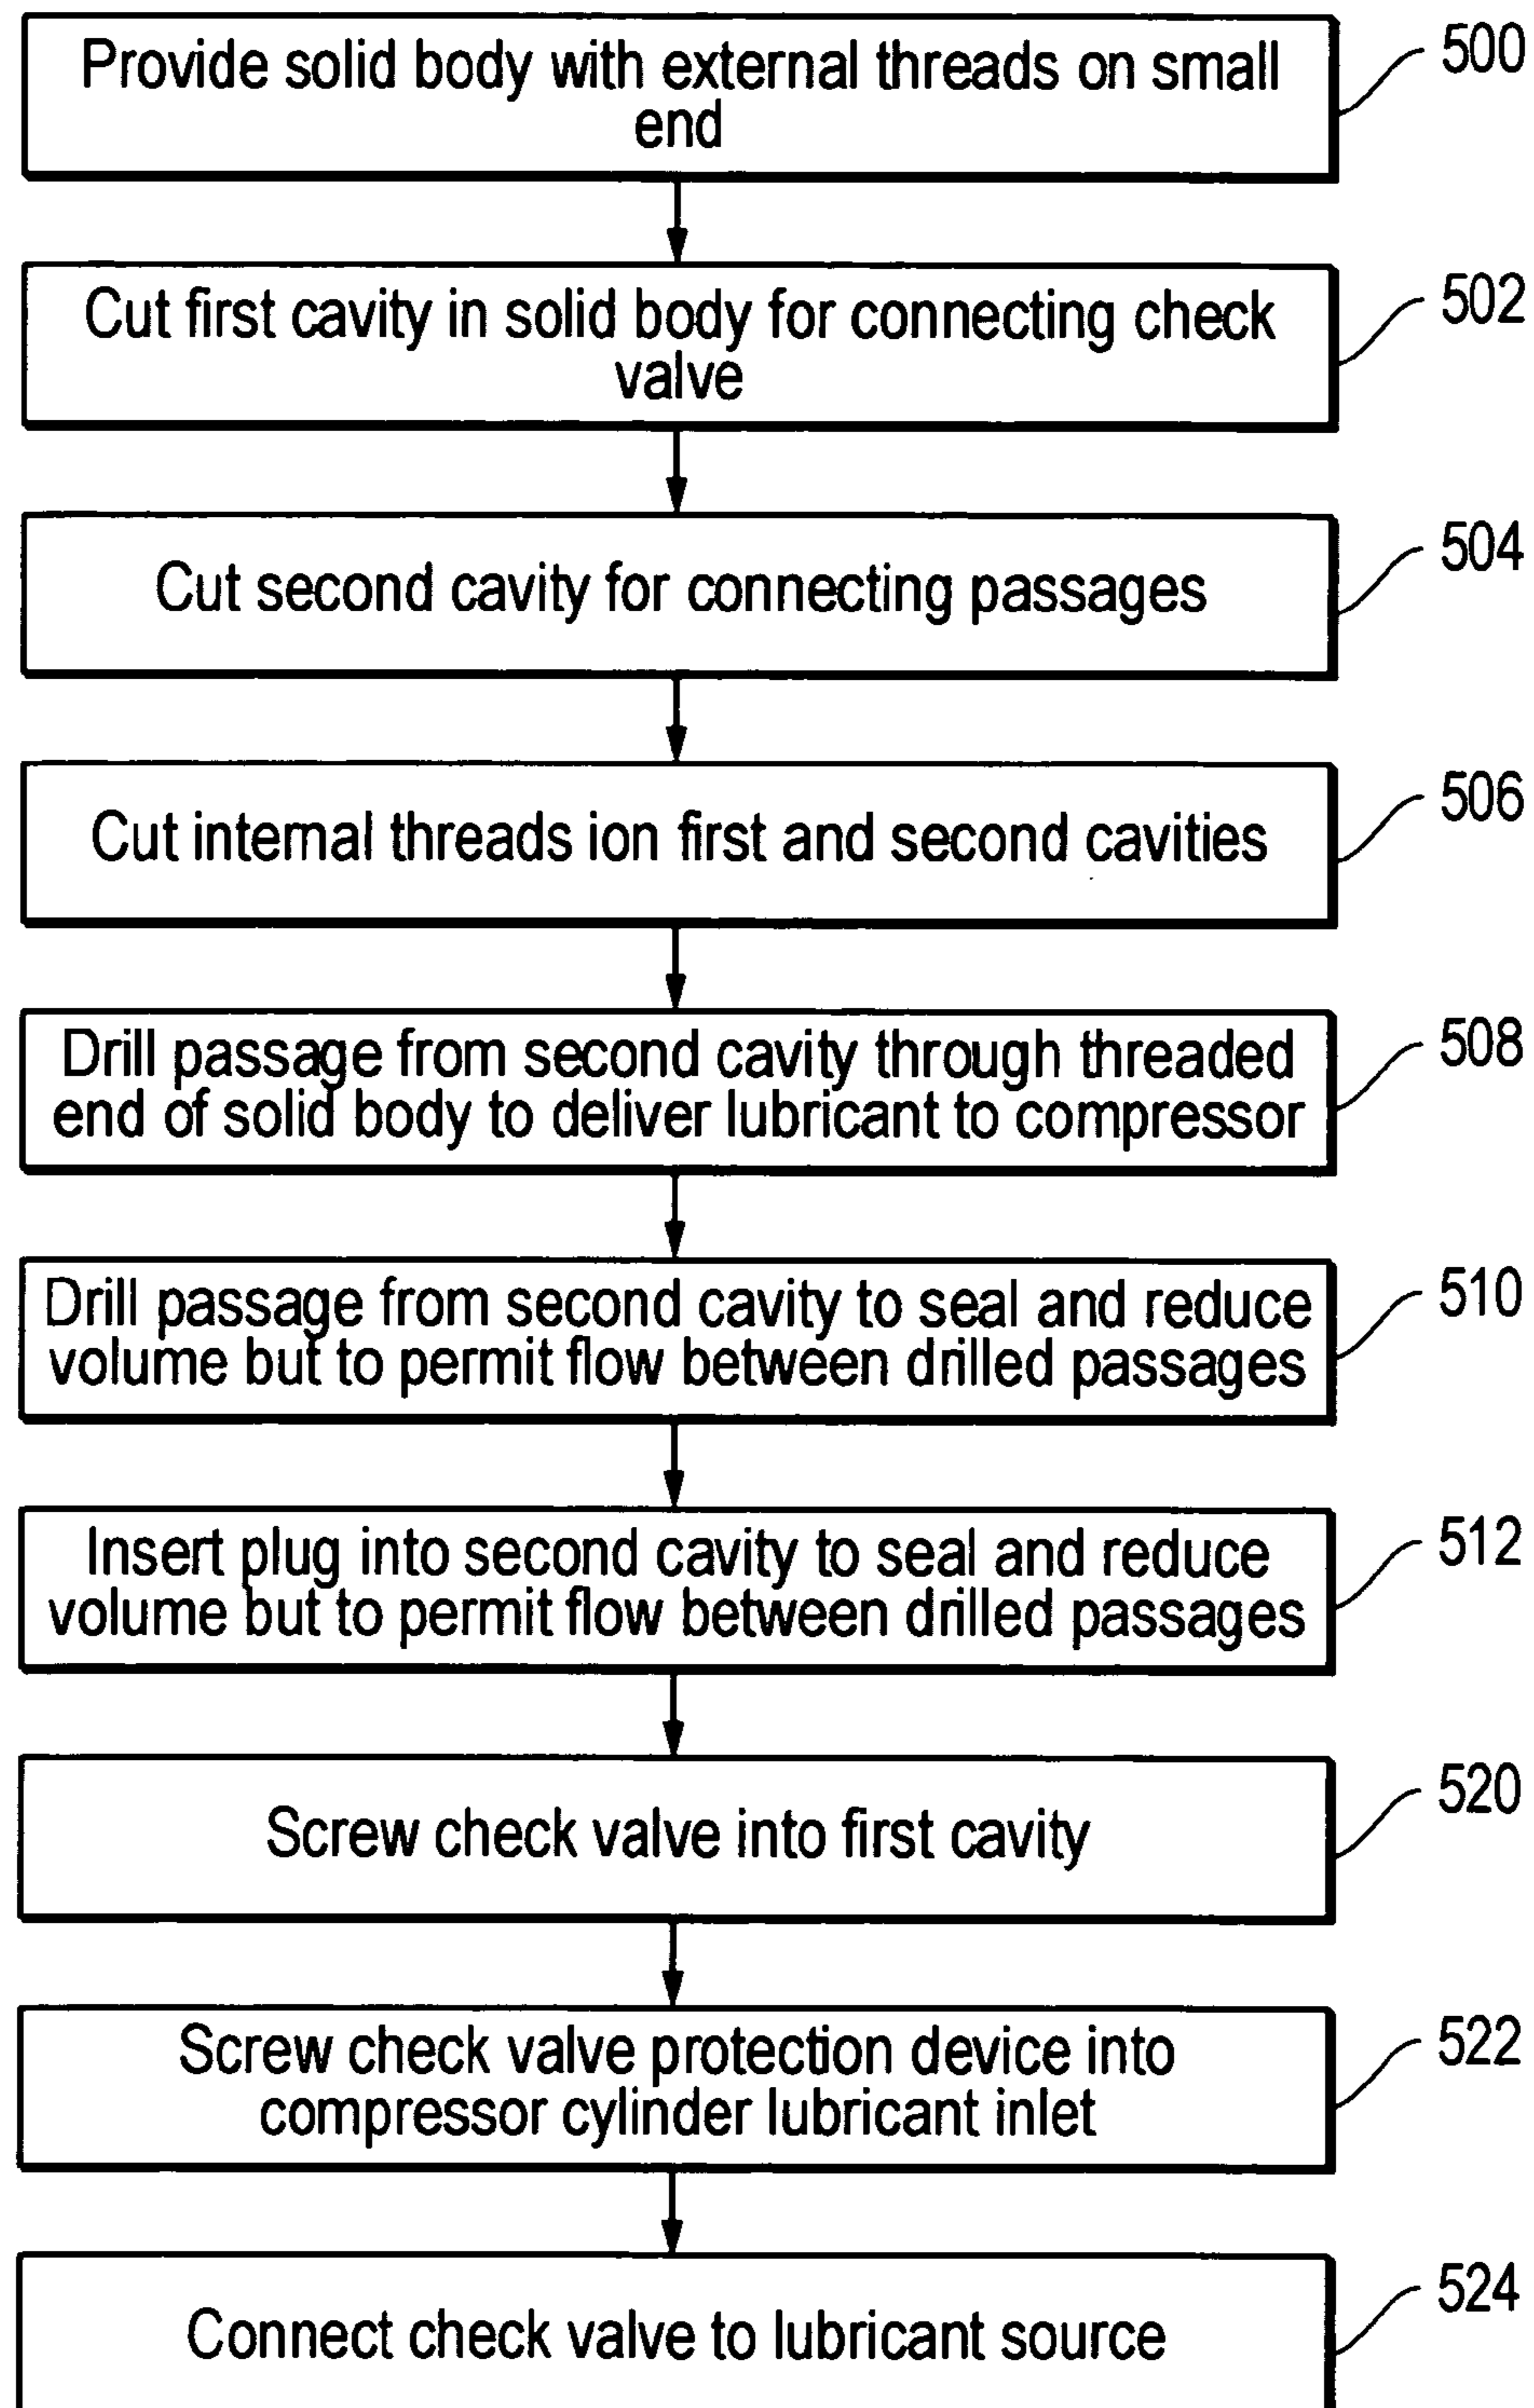 Provide solid body with external threads on small
end
500
Cut first cavity in solid body for connecting check
valve
502
Cut second cavity for connecting passages
504
Cut internal threads ion first and second cavities
506
Drill passage from second cavity through threaded
end of solid body to deliver lubricant to compressor
508
Drill passage from second cavity to seal and reduce
volume but to permit flow between drilled passages
510
Insert plug into second cavity to seal and reduce
volume but to permit flow between drilled passages
512
Screw check valve into first cavity
520
Screw check valve protection device into
compressor cylinder lubricant inlet
522
Connect check valve to lubricant source
524